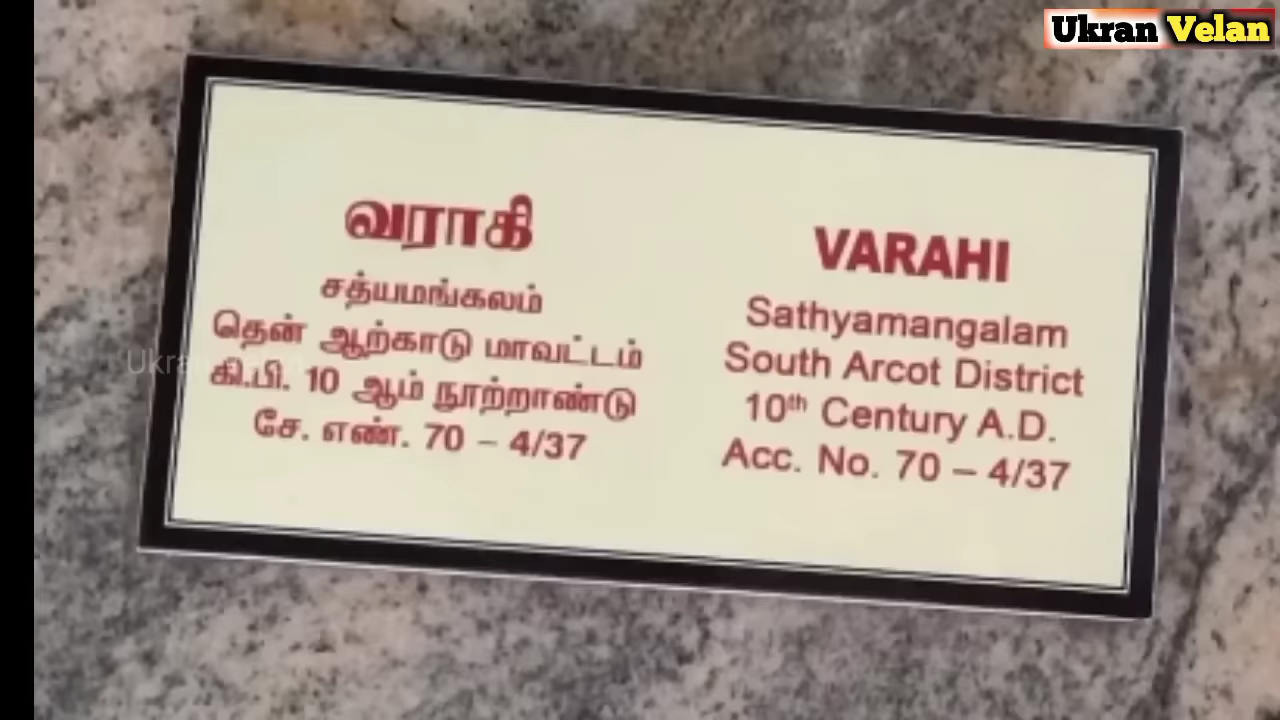 Ukran Velan
வராகி
சத்யமங்கலம்
தென் ஆற்காடு மாவட்டம்
கி.பி. 10 ஆம் நூற்றாண்டு
சே. எண். 70 – 4/37
VARAHI
Sathyamangalam
South Arcot District
10th Century A.D.
Acc. No. 70 – 4/37